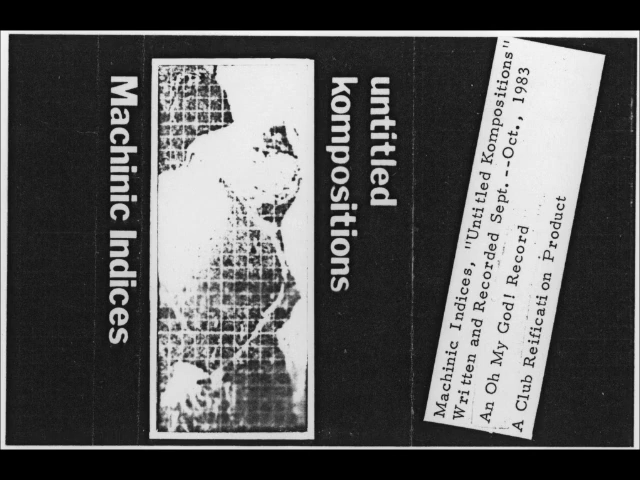 untitled
kompositions
Machinic Indices
Machinic Indices, "Untitled Kompositions"
Written and Recorded Sept.--Oct., 1983
An Oh My God! Record
A Club Reification Product